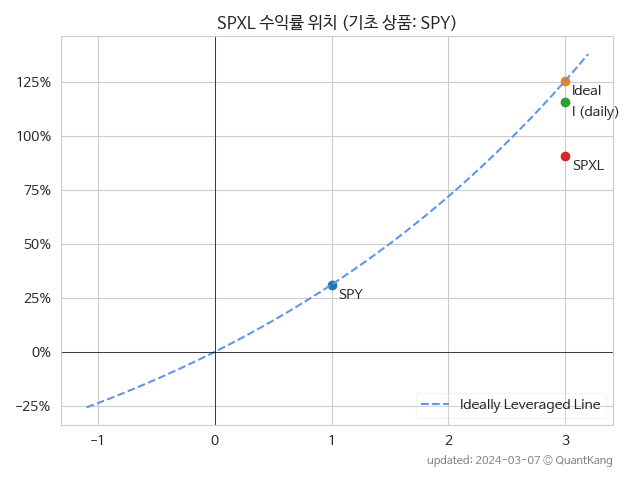 SPXL 수익률 위치 (기초 상품: SPY)
125%
100%
75%
50%
25%
0%
−25%
Ideal
I (daily)
SPXL
SPY
Ideally Leveraged Line
−1
0
1
2
3
updated: 2024-03-07 © QuantKang